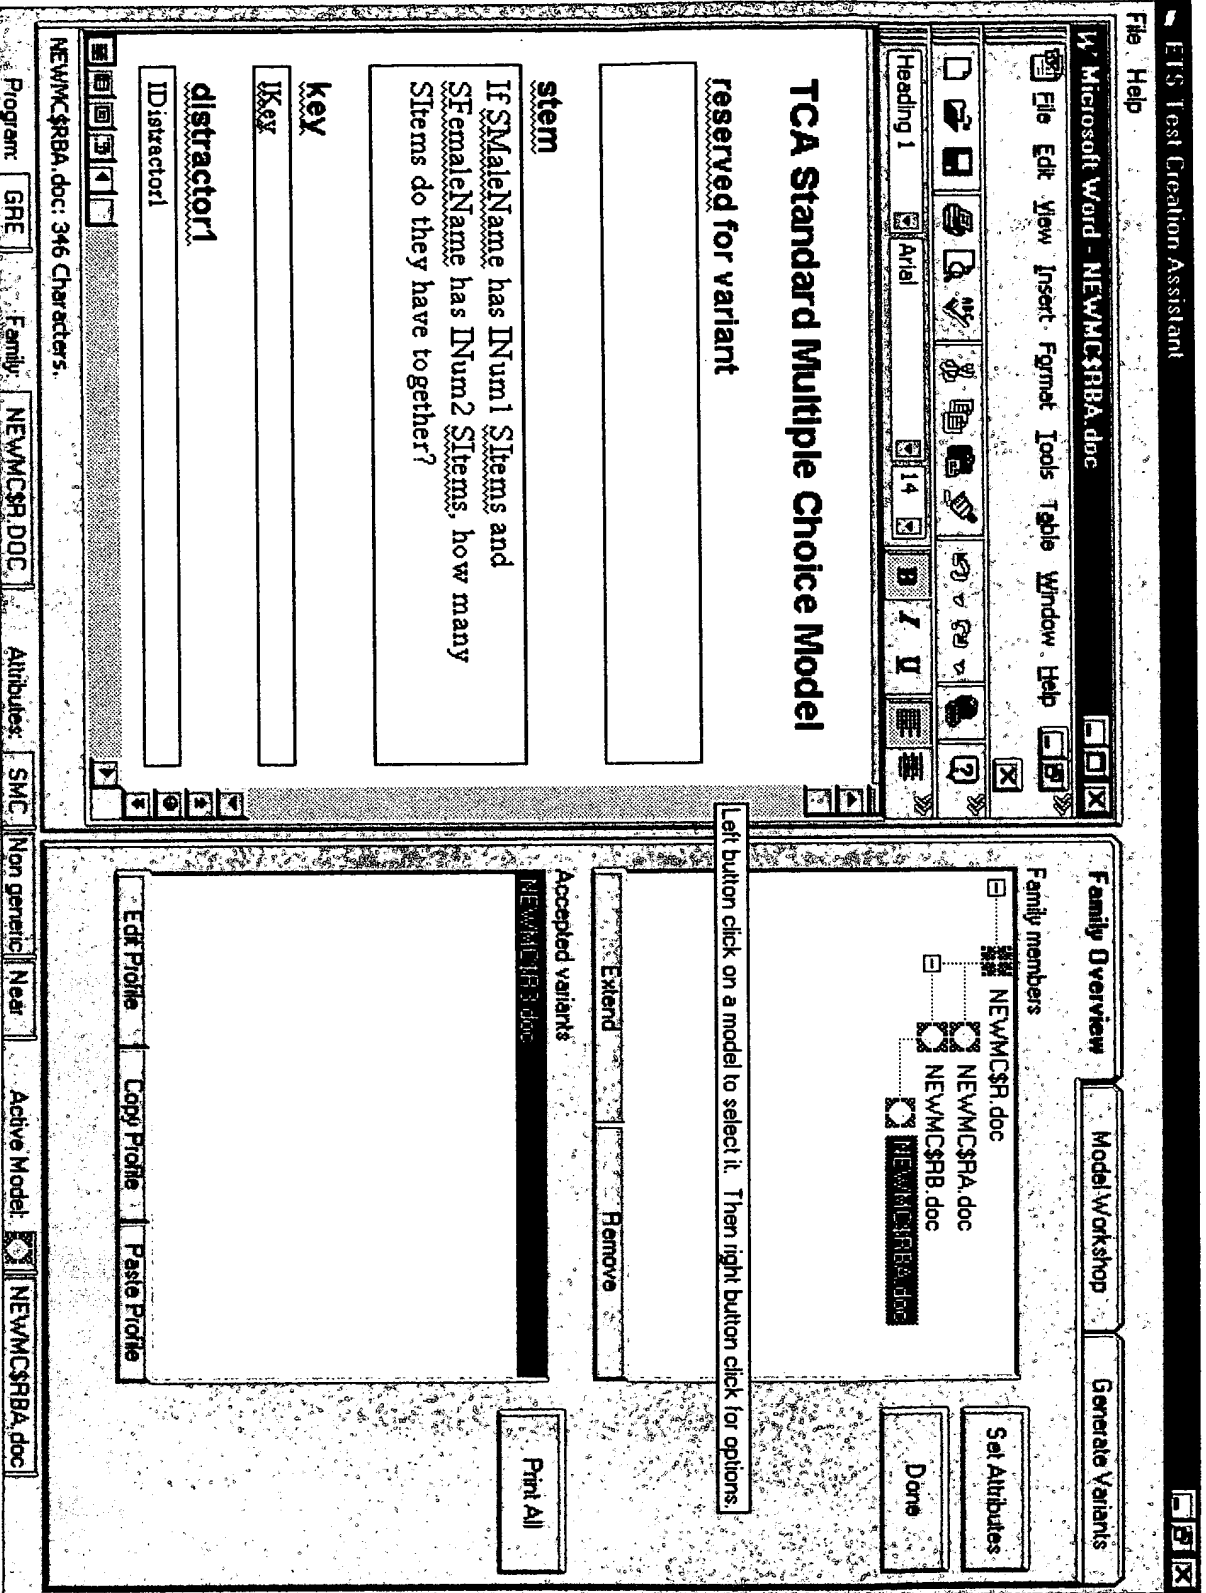 ETS Test Creation Assistant
File Help
Microsoft Word - NEWMC$RBA.doc
File Edit View Insert Format Tools Table Window Help
Heading 1 Arial 14 B I U
TCA Standard Multiple Choice Model
reserved for variant
stem
If SMaleName has INum1 SItems and
SFemaleName has INum2 SItems, how many
SItems do they have together?
key
IKey
distractor1
IDistractor1
NEWMC$RBA.doc: 346 Characters.
Family Overview Model Workshop Generate Variants
Family members
NEWMC$R.doc
NEWMC$RA.doc
NEWMC$RB.doc
NEWMC$RBA.doc
Set Attributes
Done
Extend Remove
Left button click on a model to select it. Then right button click for options.
Accepted variants
Print All
Edit Profile Copy Profile Paste Profile
Program: GRE Family: NEWMC$R.DOC Attributes: SMC Non generic Near Active Model: NEWMC$RBA.doc